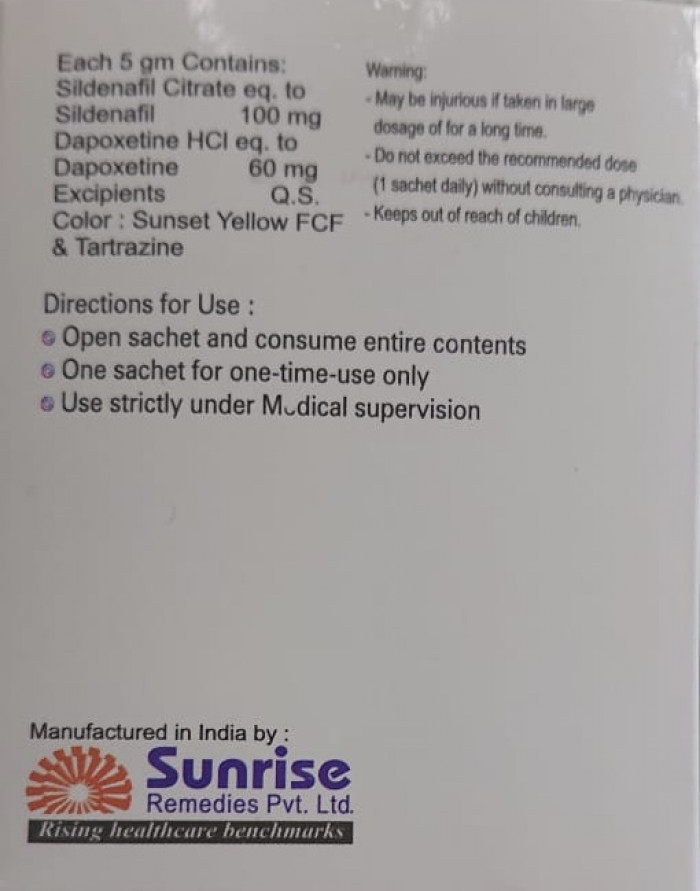 Each 5 gm Contains:
Sildenafil Citrate eq. to
Sildenafil 100 mg
Dapoxetine HCl eq. to
Dapoxetine 60 mg
Excipients Q.S.
Color : Sunset Yellow FCF
& Tartrazine
Warning:
- May be injurious if taken in large
dosage of for a long time.
- Do not exceed the recommended dose
(1 sachet daily) without consulting a physician.
- Keeps out of reach of children.
Directions for Use :
Open sachet and consume entire contents
One sachet for one-time-use only
Use strictly under Medical supervision
Manufactured in India by :
Sunrise
Remedies Pvt. Ltd.
Rising healthcare benchmarks